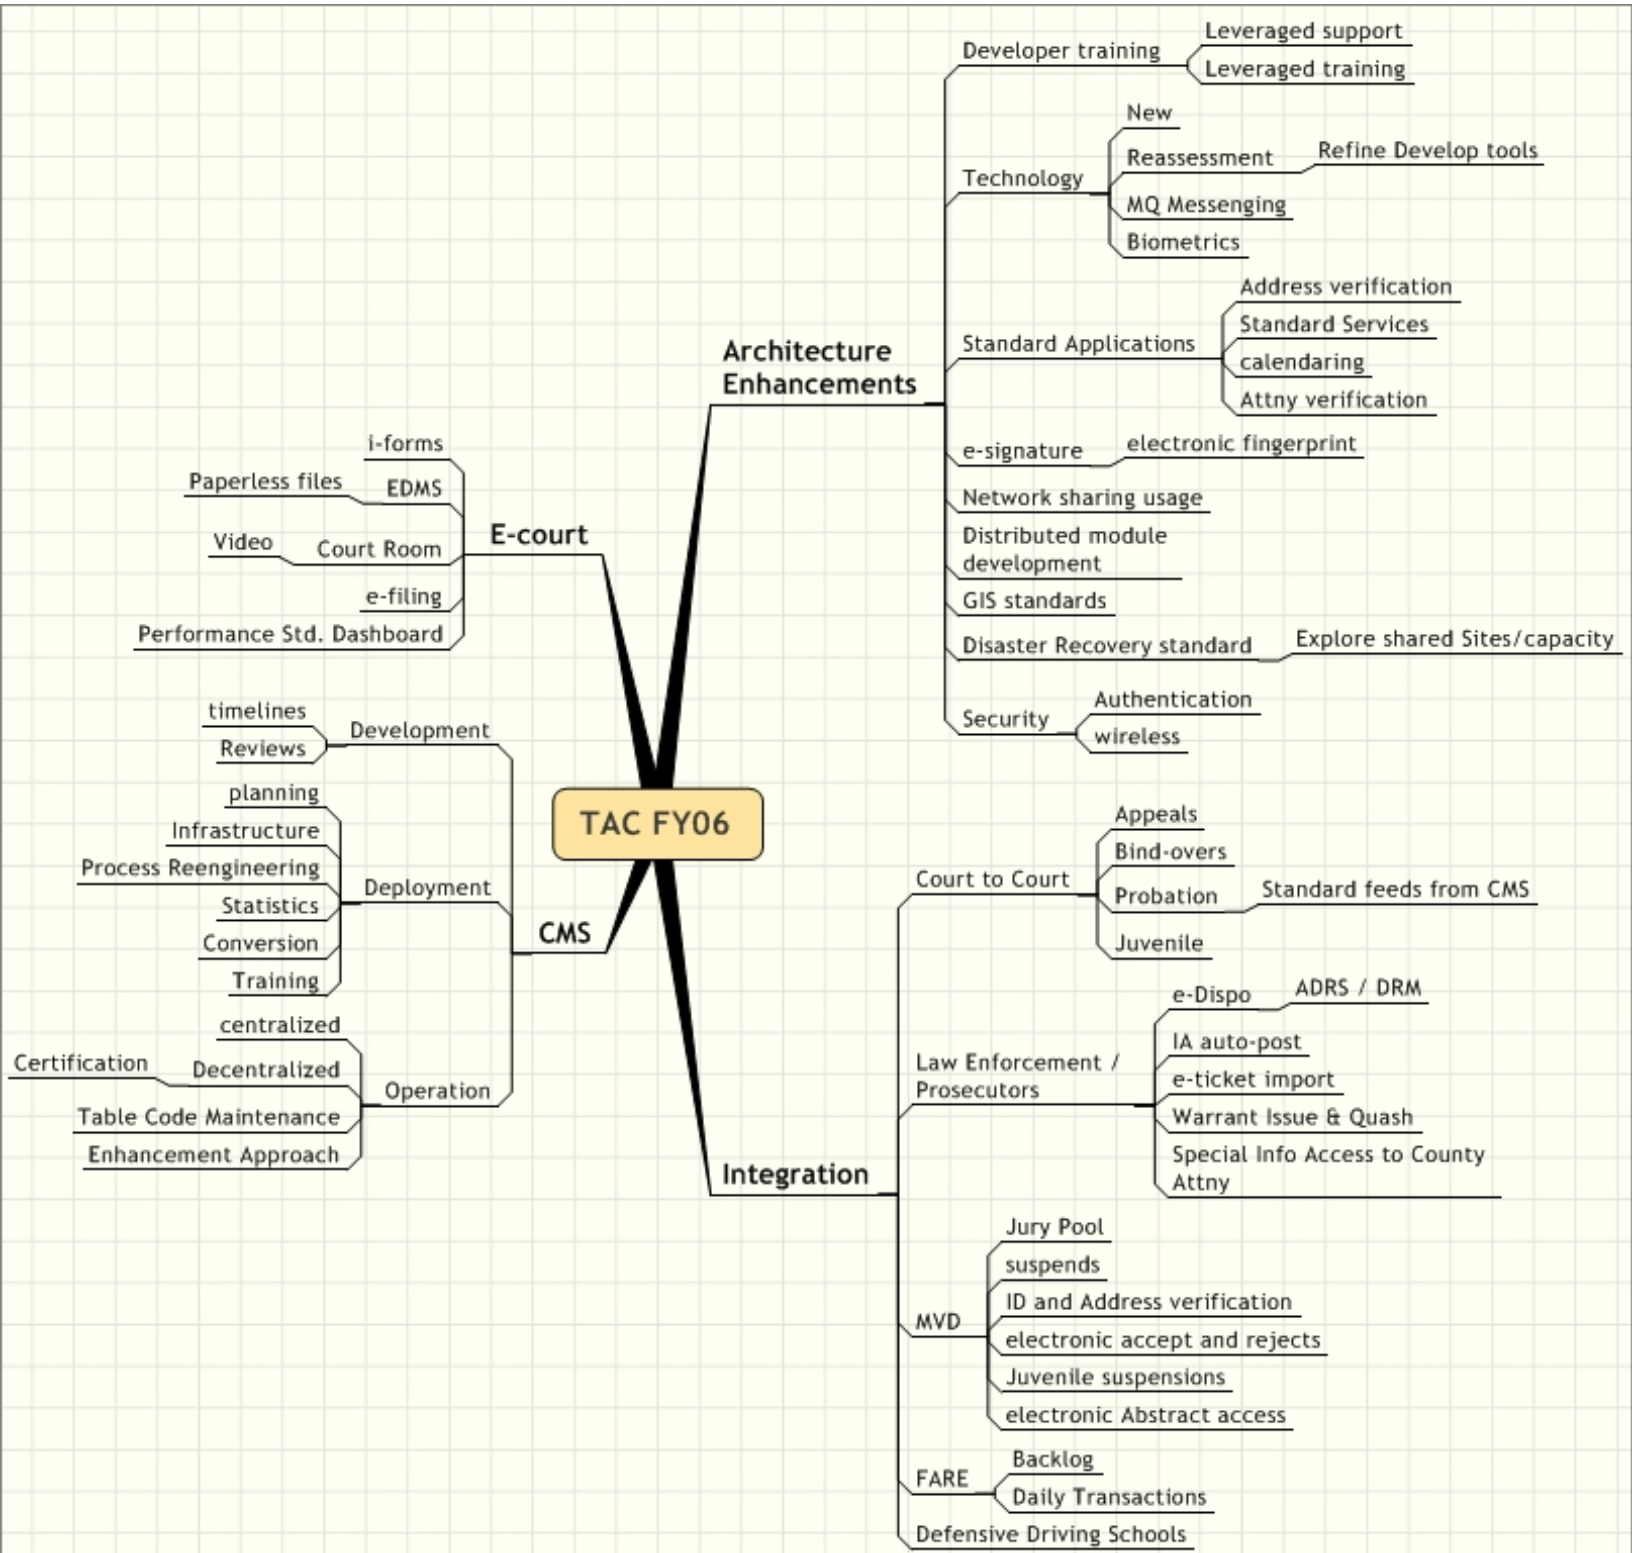 Leveraged support
Developer training
Leveraged training
New
Reassessment
Refine Develop tools
Technology
MQ Messenging
Biometrics
Address verification
Standard Services
Standard Applications
calendaring
Attny verification
Architecture
Enhancements
e-signature
electronic fingerprint
Network sharing usage
Distributed module
development
GIS standards
Disaster Recovery standard
Explore shared Sites/capacity
Authentication
Security
wireless
i-forms
Paperless files
EDMS
E-court
Video
Court Room
e-filing
Performance Std. Dashboard
timelines
Development
Reviews
planning
Infrastructure
Process Reengineering
Deployment
Statistics
Conversion
Training
CMS
centralized
Certification
Decentralized
Operation
Table Code Maintenance
Enhancement Approach
TAC FY06
Appeals
Bind-overs
Court to Court
Probation
Standard feeds from CMS
Juvenile
e-Dispo
ADRS / DRM
IA auto-post
Law Enforcement /
Prosecutors
e-ticket import
Warrant Issue & Quash
Special Info Access to County
Attny
Integration
Jury Pool
suspends
ID and Address verification
MVD
electronic accept and rejects
Juvenile suspensions
electronic Abstract access
Backlog
FARE
Daily Transactions
Defensive Driving Schools